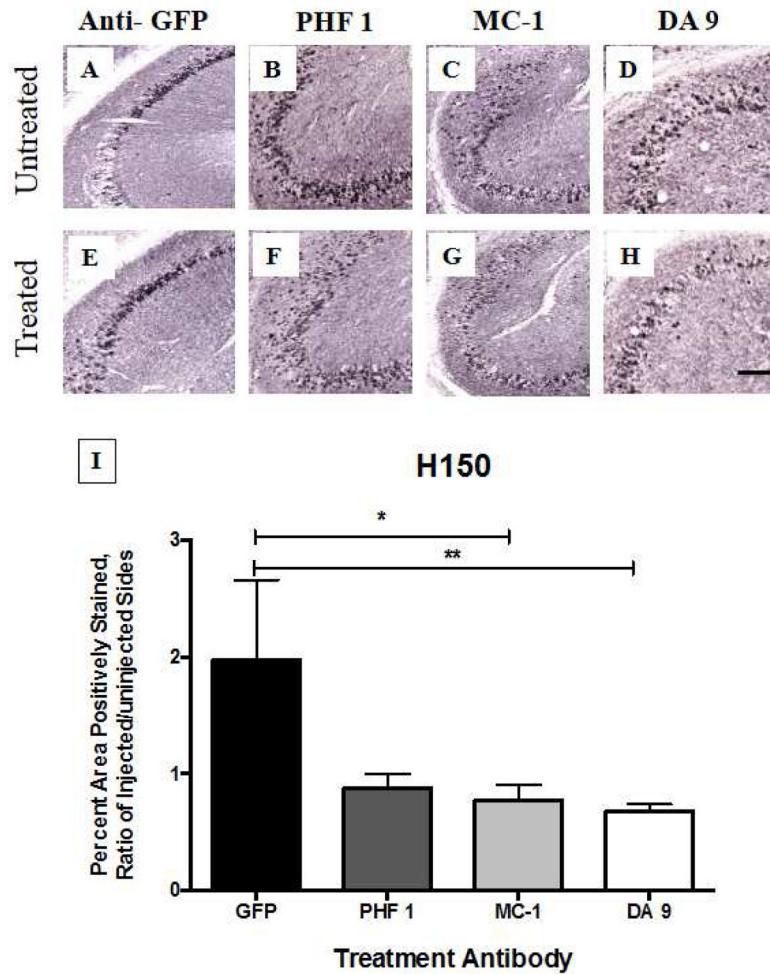 Anti- GFP PHF 1 MC-1 DA 9
Untreated
A B C D
Treated
E F G H
I
H150
Percent Area Positively Stained,
Ratio of Injected/uninjected Sides
3
2
1
0
*
**
GFP PHF 1 MC-1 DA 9
Treatment Antibody